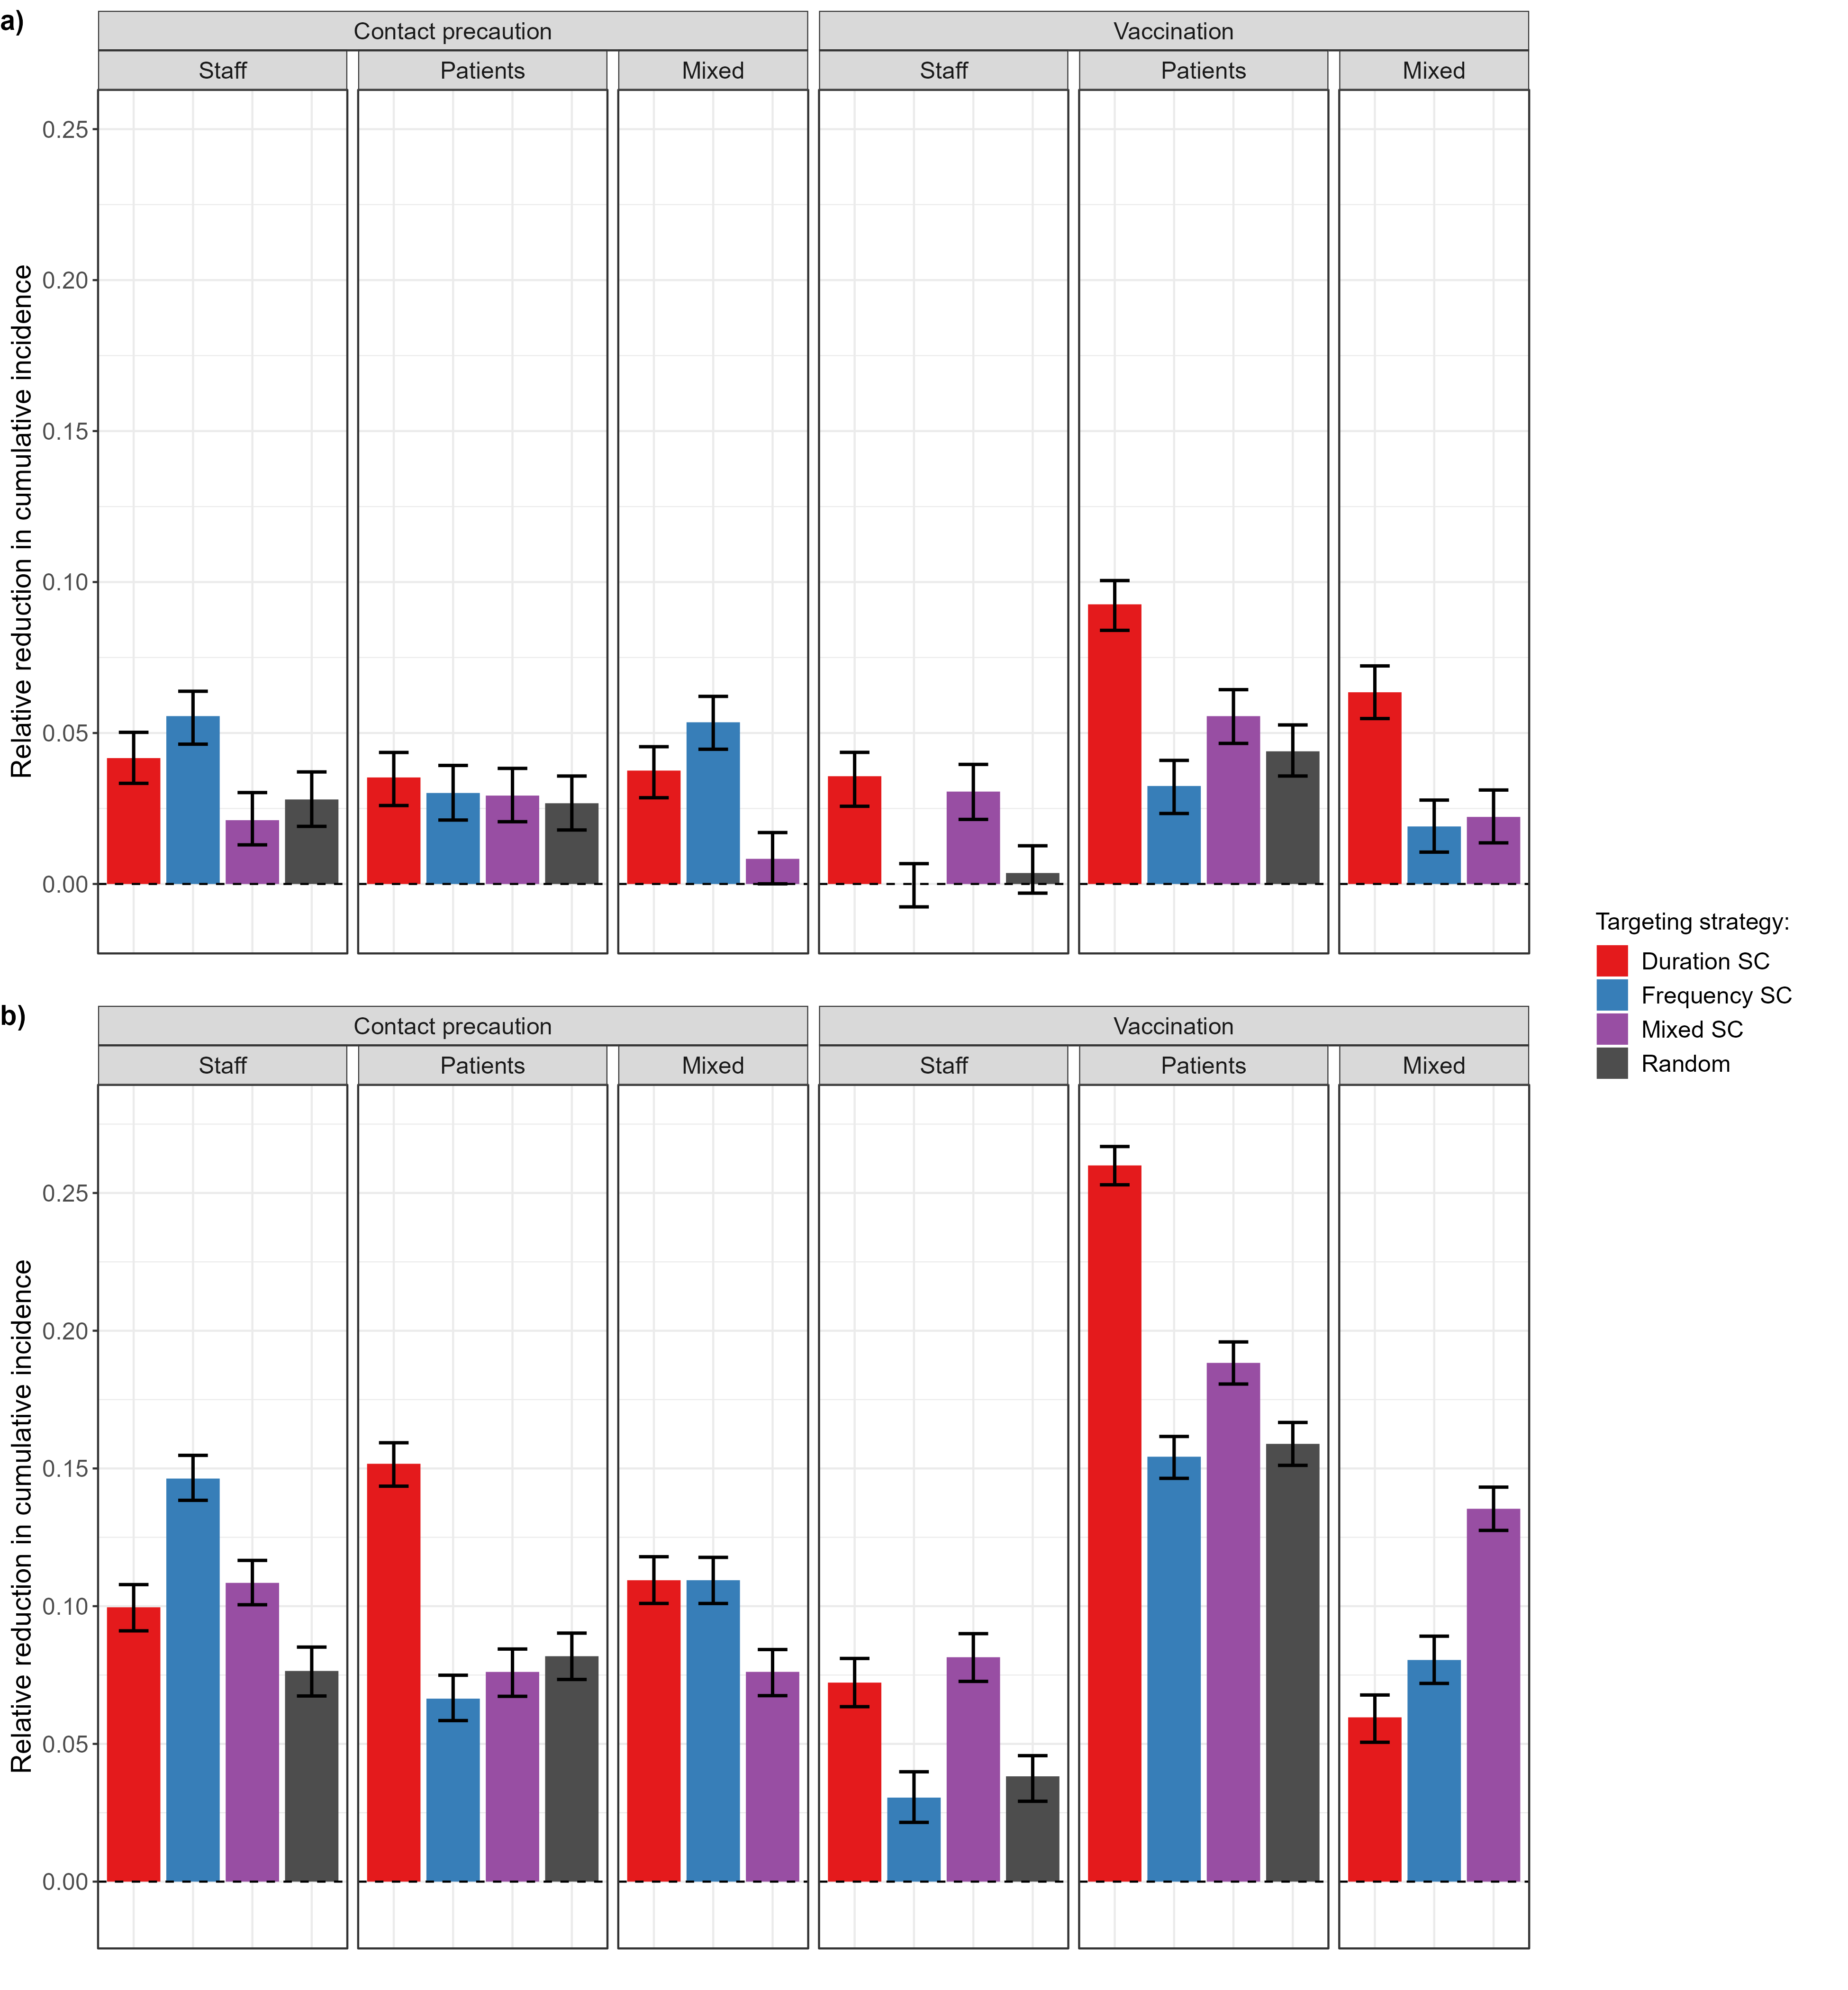 a)
Contact precaution
Vaccination
Staff
Patients
Mixed
Staff
Patients
Mixed
Relative reduction in cumulative incidence
0.25
0.20
0.15
0.10
0.05
0.00
Targeting strategy:
Duration SC
Frequency SC
Mixed SC
Random
b)
Contact precaution
Vaccination
Staff
Patients
Mixed
Staff
Patients
Mixed
Relative reduction in cumulative incidence
0.25
0.20
0.15
0.10
0.05
0.00